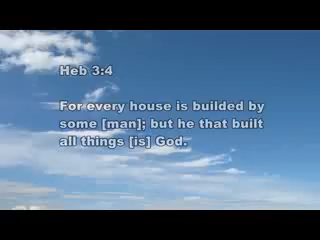 Heb 3:4
For every house is builded by
some [man]; but he that built
all things [is] God.